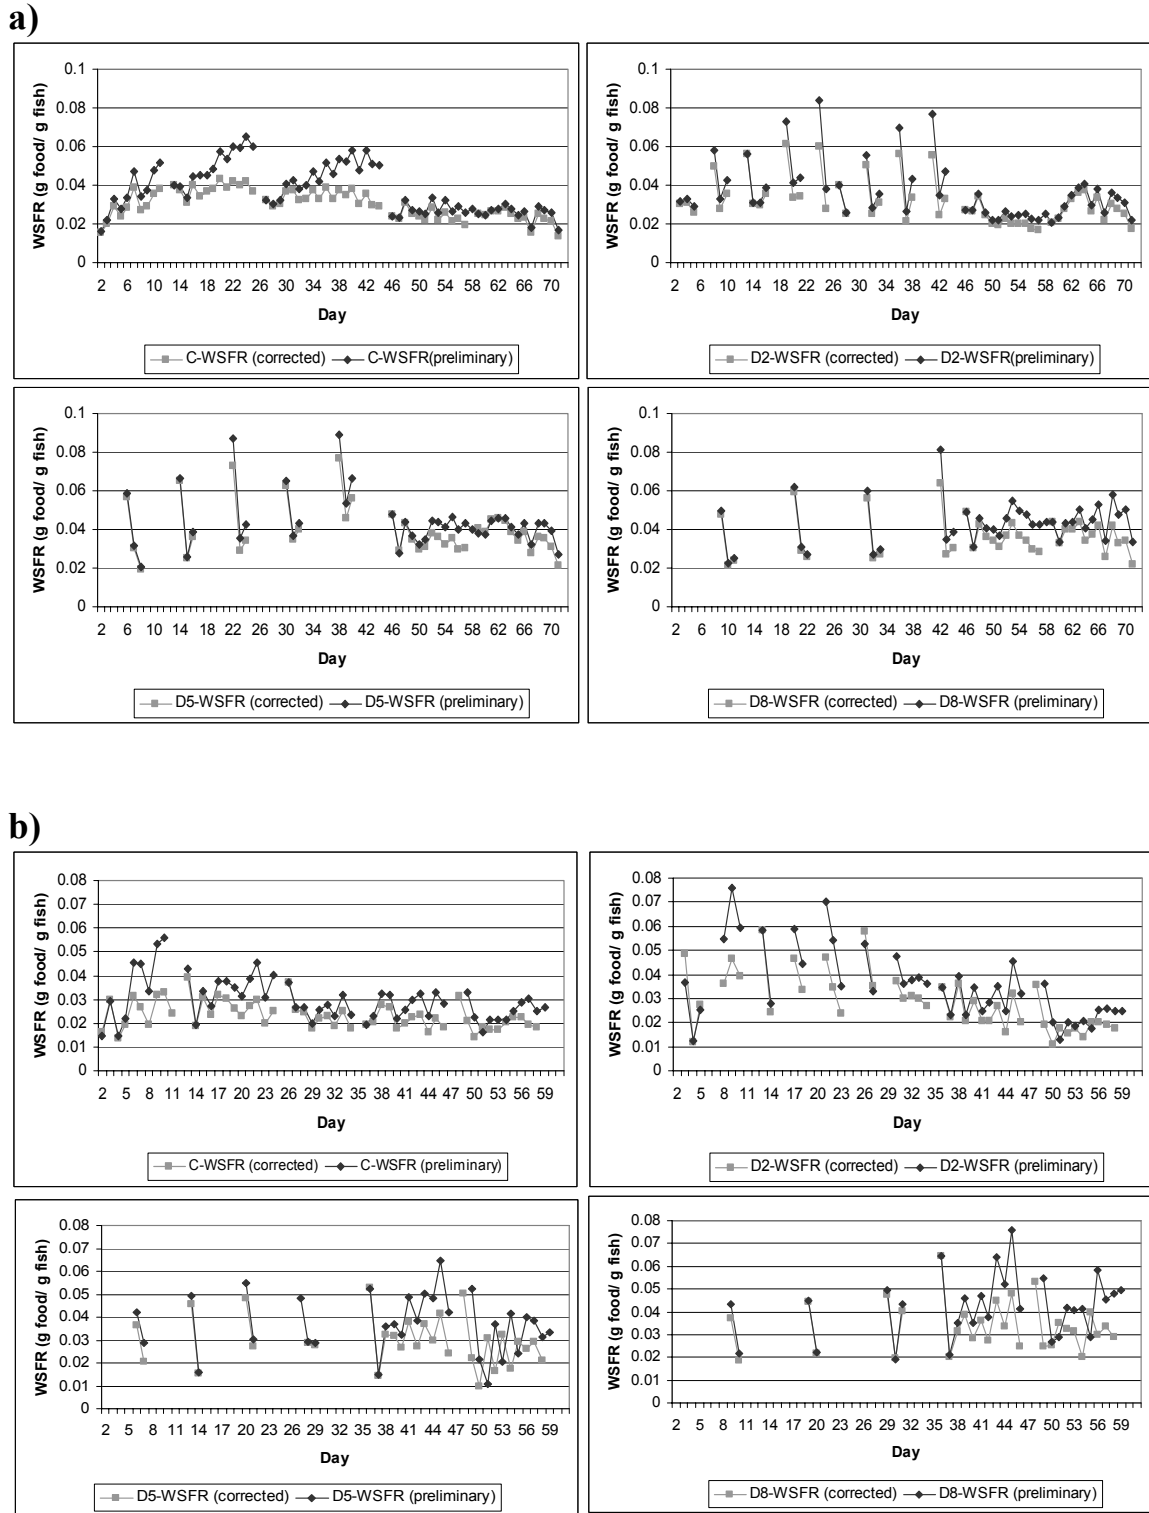 a)
WSFR (g food/ g fish)
0.1
0.08
0.06
0.04
0.02
0
2 6 10 14 18 22 26 30 34 38 42 46 50 54 58 62 66 70
Day
C-WSFR (corrected) C-WSFR(preliminary)
WSFR (g food/ g fish)
0.1
0.08
0.06
0.04
0.02
0
2 6 10 14 18 22 26 30 34 38 42 46 50 54 58 62 66 70
Day
D2-WSFR (corrected) D2-WSFR(preliminary)
WSFR (g food/ g fish)
0.1
0.08
0.06
0.04
0.02
0
2 6 10 14 18 22 26 30 34 38 42 46 50 54 58 62 66 70
Day
D5-WSFR (corrected) D5-WSFR (preliminary)
WSFR (g food/ g fish)
0.1
0.08
0.06
0.04
0.02
0
2 6 10 14 18 22 26 30 34 38 42 46 50 54 58 62 66 70
Day
D8-WSFR (corrected) D8-WSFR (preliminary)
b)
WSFR (g food/ g fish)
0.08
0.07
0.06
0.05
0.04
0.03
0.02
0.01
0
2 5 8 11 14 17 20 23 26 29 32 35 38 41 44 47 50 53 56 59
Day
C-WSFR (corrected) C-WSFR (preliminary)
WSFR (g food/ g fish)
0.08
0.07
0.06
0.05
0.04
0.03
0.02
0.01
0
2 5 8 11 14 17 20 23 26 29 32 35 38 41 44 47 50 53 56 59
Day
D2-WSFR (corrected) D2-WSFR (preliminary)
WSFR (g food/ g fish)
0.08
0.07
0.06
0.05
0.04
0.03
0.02
0.01
0
2 5 8 11 14 17 20 23 26 29 32 35 38 41 44 47 50 53 56 59
Day
D5-WSFR (corrected) D5-WSFR (preliminary)
WSFR (g food/ g fish)
0.08
0.07
0.06
0.05
0.04
0.03
0.02
0.01
0
2 5 8 11 14 17 20 23 26 29 32 35 38 41 44 47 50 53 56 59
Day
D8-WSFR (corrected) D8-WSFR (preliminary)